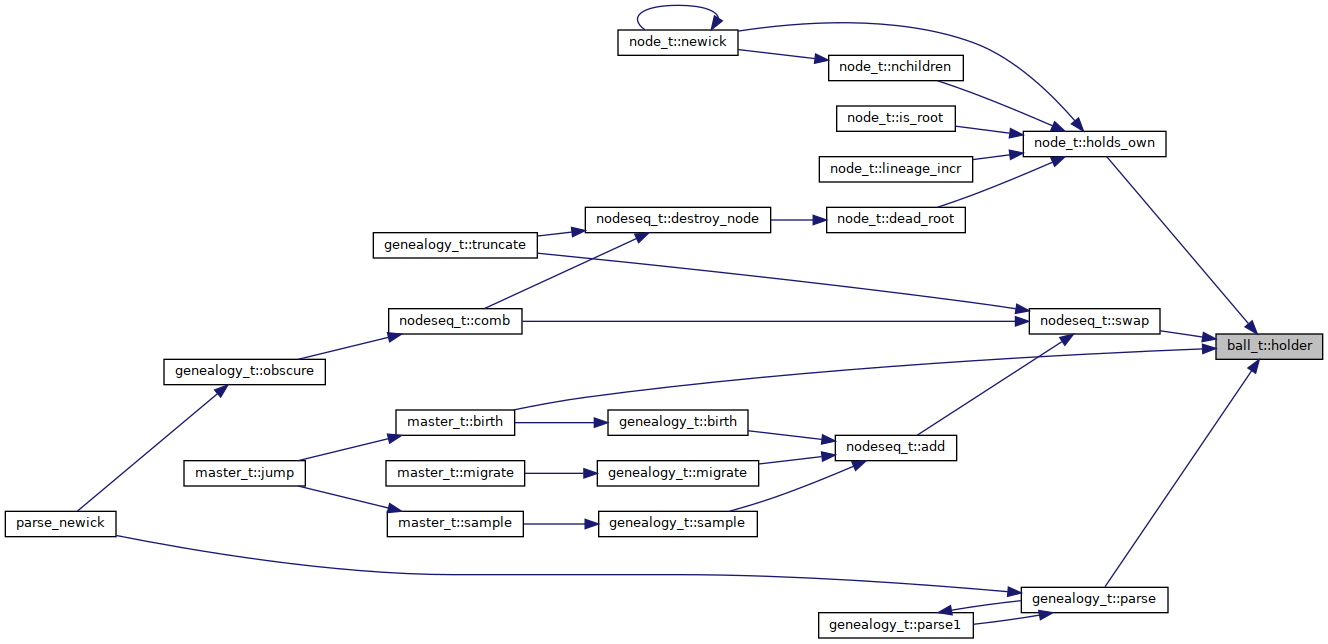 node_t::newick
node_t::nchildren
node_t::is_root
node_t::holds_own
node_t::lineage_incr
nodeseq_t::destroy_node
node_t::dead_root
genealogy_t::truncate
nodeseq_t::comb
nodeseq_t::swap
ball_t::holder
genealogy_t::obscure
master_t::birth
genealogy_t::birth
nodeseq_t::add
master_t::jump
master_t::migrate
genealogy_t::migrate
parse_newick
master_t::sample
genealogy_t::sample
genealogy_t::parse
genealogy_t::parse1